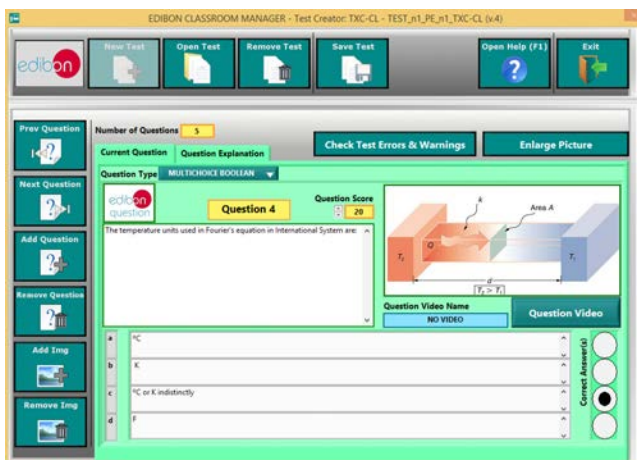 EDIBON CLASSROOM MANAGER - Test Creator: TXC-CL - TEST_n1_PE_n1_TXC-CL (v.4)
edibon
New Test
Open Test
Remove Test
Save Test
Open Help (F1)
Exit
Prev Question
Next Question
Add Question
Remove Question
Add Img
Remove Img
Number of Questions 5
Check Test Errors & Warnings
Enlarge Picture
Current Question
Question Explanation
Question Type MULTICHOICE BOOLEAN
edibon
question
Question 4
Question Score
20
The temperature units used in Fourier's equation in International System are:
k
Area A
Q
T₂
T₁
d
T₂ > T₁
Question Video Name
NO VIDEO
Question Video
a ºC
b K
c ºC or K indistinctly
d F
Correct Answer(s)